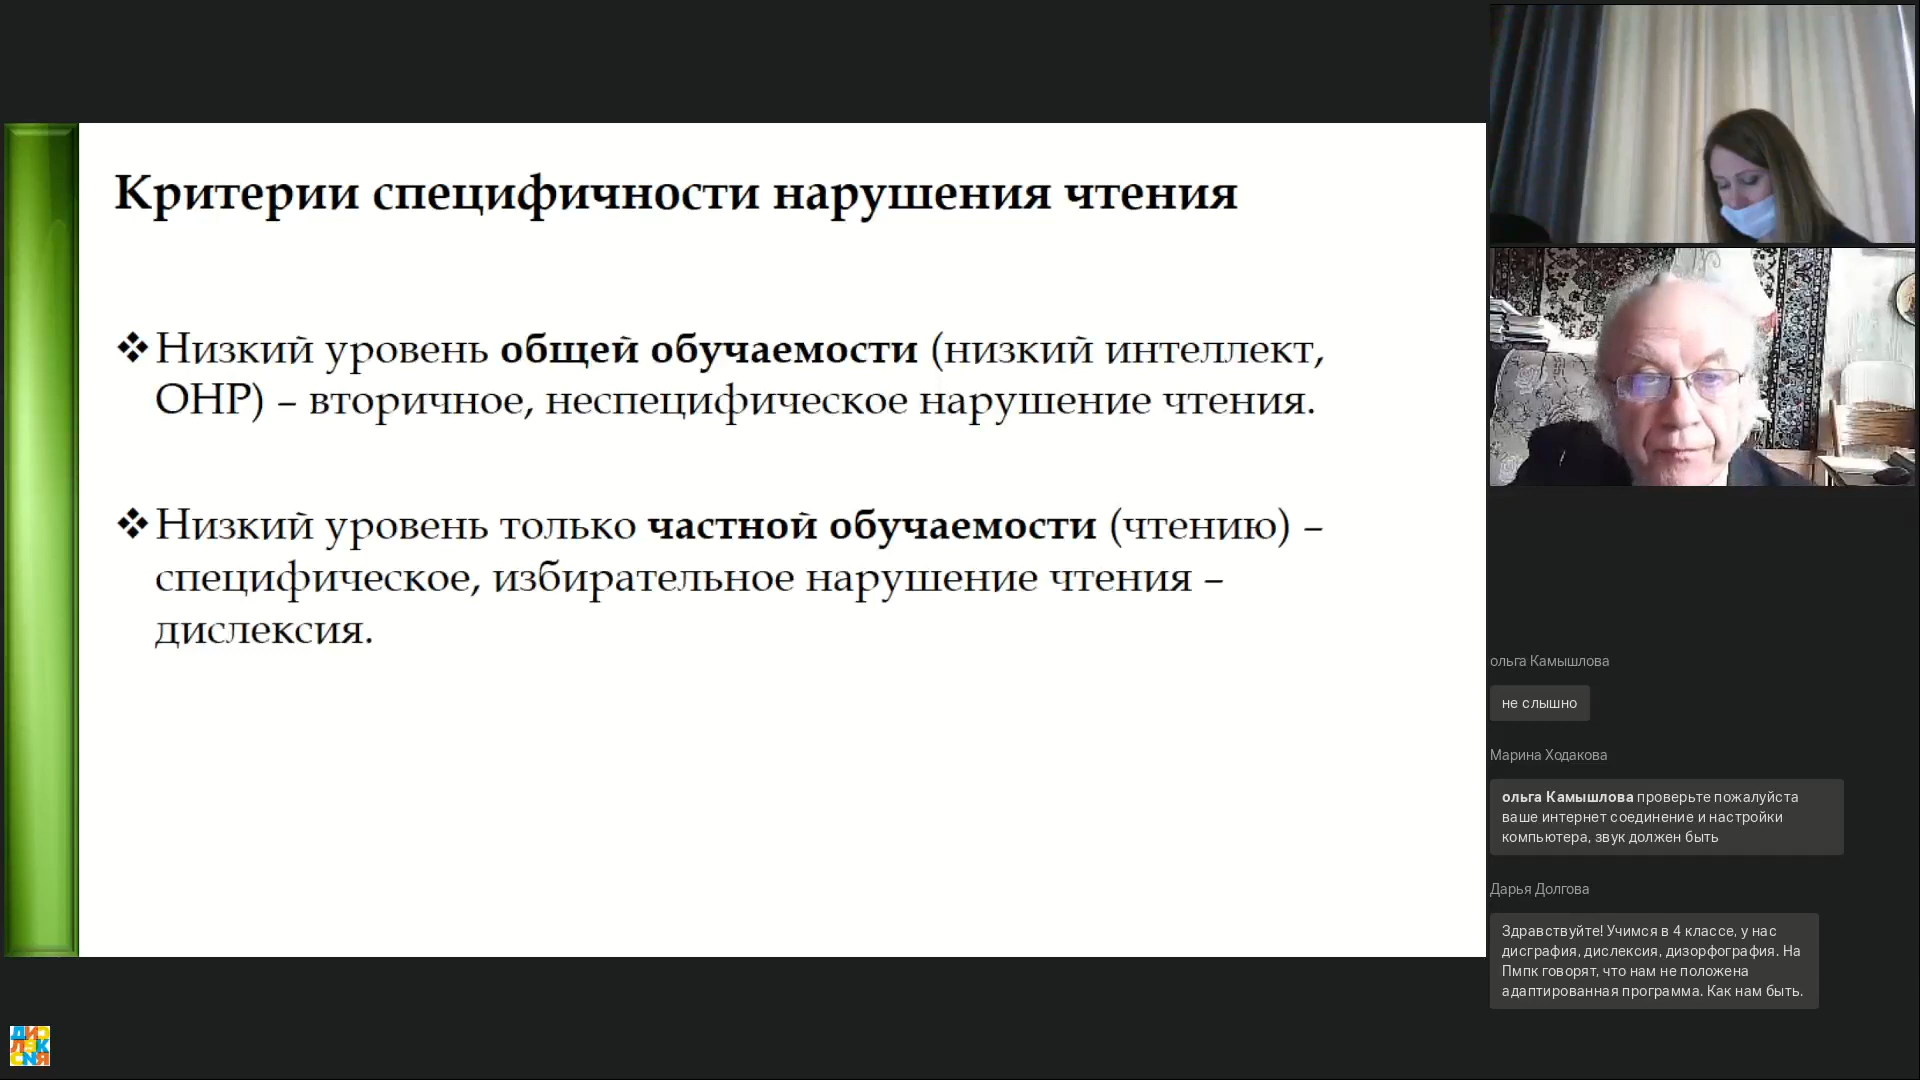 Критерии специфичности нарушения чтения
❖Низкий уровень общей обучаемости (низкий интеллект,
ОНР) – вторичное, неспецифическое нарушение чтения.
❖Низкий уровень только частной обучаемости (чтению) –
специфическое, избирательное нарушение чтения –
дислексия.
ольга Камышлова
не слышно
Марина Ходакова
ольга Камышлова проверьте пожалуйста
ваше интернет соединение и настройки
компьютера, звук должен быть
Дарья Долгова
Здравствуйте! Учимся в 4 классе, у нас
дисграфия, дислексия, дизорфография. На
Пмпк говорят, что нам не положена
адаптированная программа. Как нам быть.
ДИС
ЛЕК
СИЯ